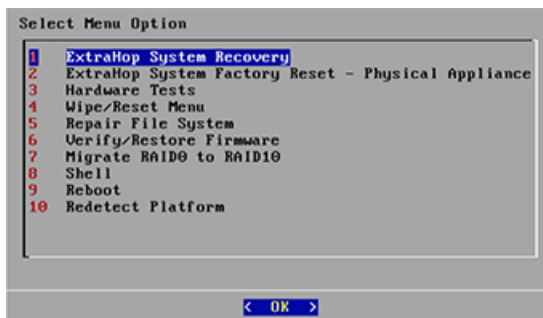 Select Menu Option
1 ExtraHop System Recovery
2 ExtraHop System Factory Reset - Physical Appliance
3 Hardware Tests
4 Wipe/Reset Menu
5 Repair File System
6 Verify/Restore Firmware
7 Migrate RAID0 to RAID10
8 Shell
9 Reboot
10 Redetect Platform
< OK >